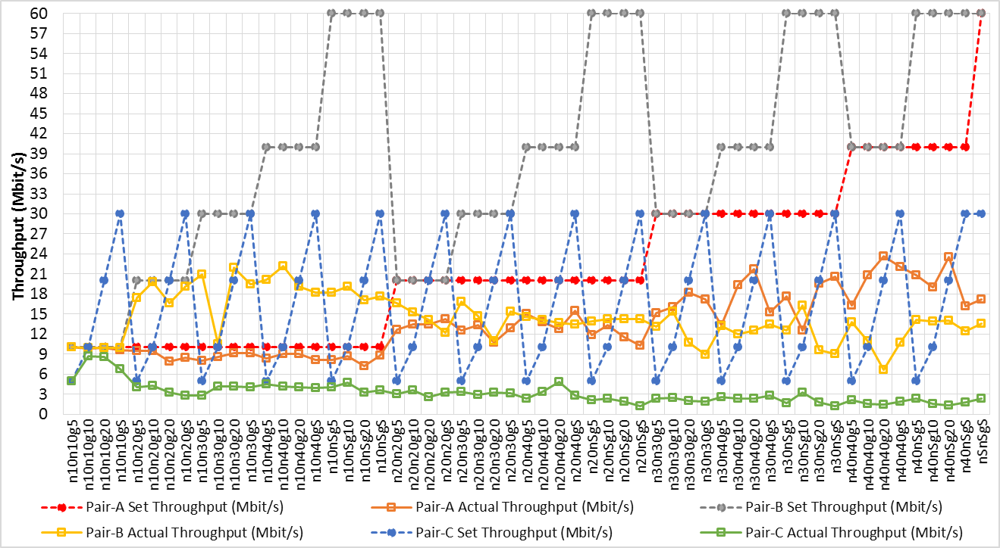 60
57
54
51
48
45
42
39
36
33
30
27
24
21
18
15
12
9
6
3
0
Throughput (Mbit/s)
n10n10g5
n10n10g10
n10n10g20
n10n10gS
n10n20g5
n10n20g10
n10n20g20
n10n20gS
n10n30g5
n10n30g10
n10n30g20
n10n30gS
n10n40g5
n10n40g10
n10n40g20
n10n40gS
n10nSg5
n10nSg10
n10nSg20
n10nSgS
n20n20g5
n20n20g10
n20n20g20
n20n20gS
n20n30g5
n20n30g10
n20n30g20
n20n30gS
n20n40g5
n20n40g10
n20n40g20
n20n40gS
n20nSg5
n20nSg10
n20nSg20
n20nSgS
n30n30g5
n30n30g10
n30n30g20
n30n30gS
n30n40g5
n30n40g10
n30n40g20
n30n40gS
n30nSg5
n30nSg10
n30nSg20
n30nSgS
n40n40g5
n40n40g10
n40n40g20
n40n40gS
n40nSg5
n40nSg10
n40nSg20
n40nSgS
nSnSgS
Pair-A Set Throughput (Mbit/s)
Pair-A Actual Throughput (Mbit/s)
Pair-B Set Throughput (Mbit/s)
Pair-B Actual Throughput (Mbit/s)
Pair-C Set Throughput (Mbit/s)
Pair-C Actual Throughput (Mbit/s)